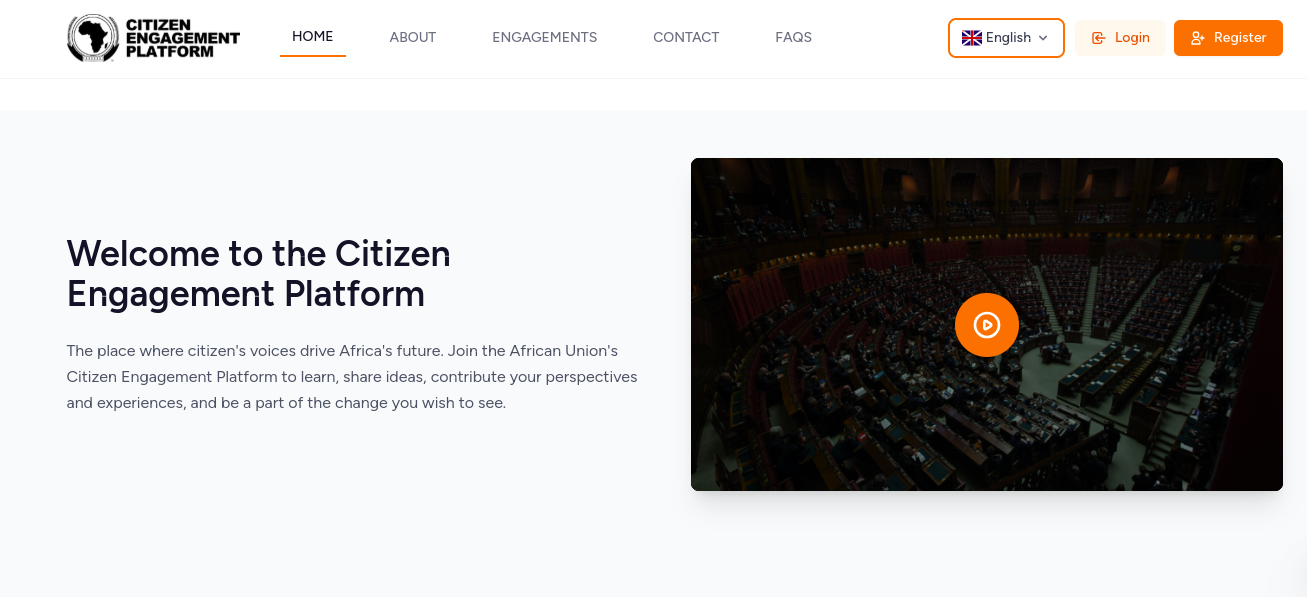 CITIZEN
ENGAGEMENT
PLATFORM
HOME
ABOUT
ENGAGEMENTS
CONTACT
FAQS
English
Login
Register
Welcome to the Citizen
Engagement Platform
The place where citizen's voices drive Africa's future. Join the African Union's
Citizen Engagement Platform to learn, share ideas, contribute your perspectives
and experiences, and be a part of the change you wish to see.